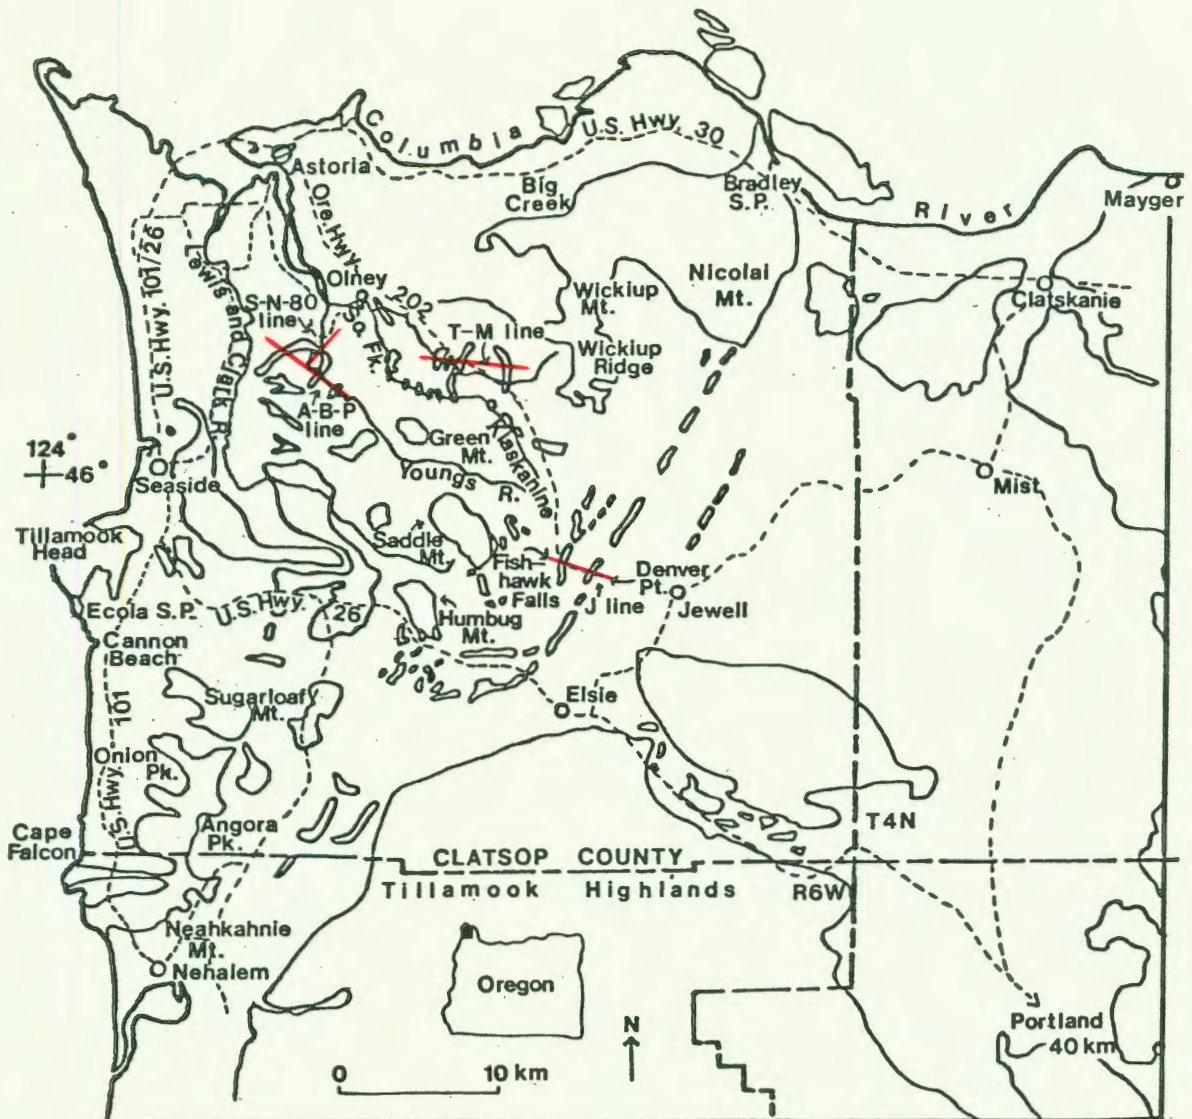 Columbia
U.S. Hwy. 30
River
Astoria
Big
Creek
Bradley
S.P.
Mayger
Ore. Hwy.
202
U.S. Hwy. 101/26
Lewis and Clark R.
Olney
S-N-80
line
So. Fk.
T-M line
Wickiup
Mt.
Nicolai
Mt.
Clatskanie
Wickiup
Ridge
A-B-P
line
Green
Mt.
Klaskanine
Youngs
R.
124°
46°
Seaside
Mist
Tillamook
Head
Saddle
Mt.
Fish-
hawk
Falls
Denver
Pt.
J line
Jewell
Ecola S.P.
U.S. Hwy.
26
Humbug
Mt.
Cannon
Beach
Sugarloaf
Mt.
Elsie
Onion
Pk.
U.S. Hwy. 101
Angora
Pk.
Cape
Falcon
T4N
CLATSOP COUNTY
Tillamook Highlands
R6W
Neahkahnie
Mt.
Nehalem
Oregon
N
Portland
40 km
0 10 km